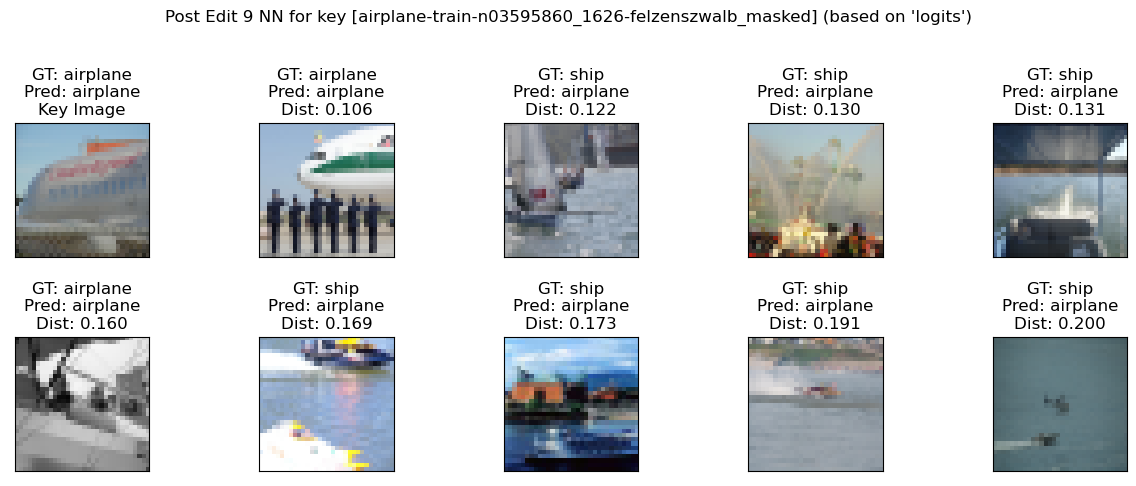 Post Edit 9 NN for key [airplane-train-n03595860_1626-felzenszwalb_masked] (based on 'logits')
GT: airplane
Pred: airplane
Key Image
GT: airplane
Pred: airplane
Dist: 0.106
GT: ship
Pred: airplane
Dist: 0.122
GT: ship
Pred: airplane
Dist: 0.130
GT: ship
Pred: airplane
Dist: 0.131
GT: airplane
Pred: airplane
Dist: 0.160
GT: ship
Pred: airplane
Dist: 0.169
GT: ship
Pred: airplane
Dist: 0.173
GT: ship
Pred: airplane
Dist: 0.191
GT: ship
Pred: airplane
Dist: 0.200